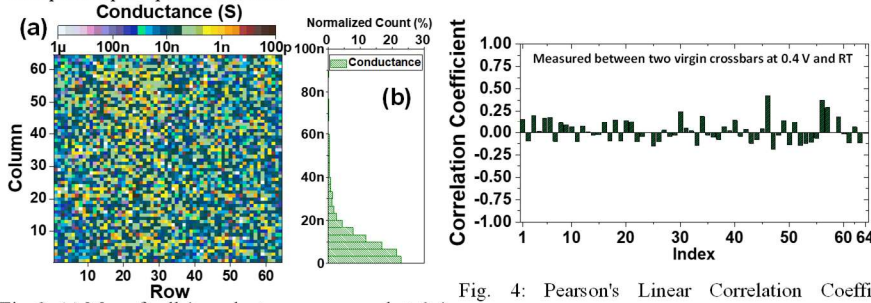 Conductance (S)
(a)
1µ 100n 10n 1n 100p
Column
60
50
40
30
20
10
10 20 30 40 50 60
Row
Normalized Count (%)
0 10 20 30
100n
80n
60n
40n
20n
0
Conductance
(b)
Correlation Coefficient
1.00
0.75
0.50
0.25
0.00
-0.25
-0.50
-0.75
-1.00
Measured between two virgin crossbars at 0.4 V and RT
1 10 20 30 40 50 60 64
Index
Fig. 4: Pearson's Linear Correlation Coeffi